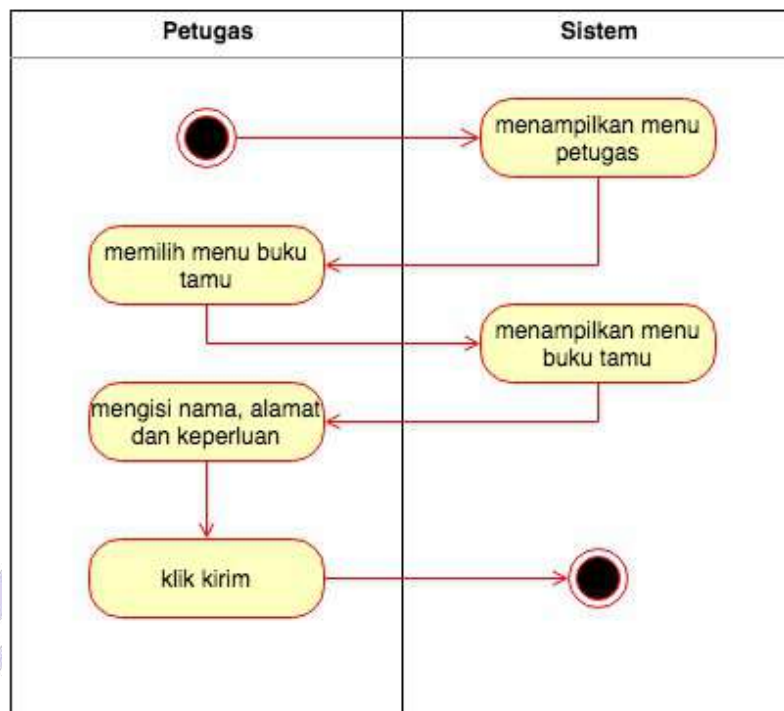 Petugas
Sistem
menampilkan menu
petugas
memilih menu buku
tamu
menampilkan menu
buku tamu
mengisi nama, alamat
dan keperluan
klik kirim